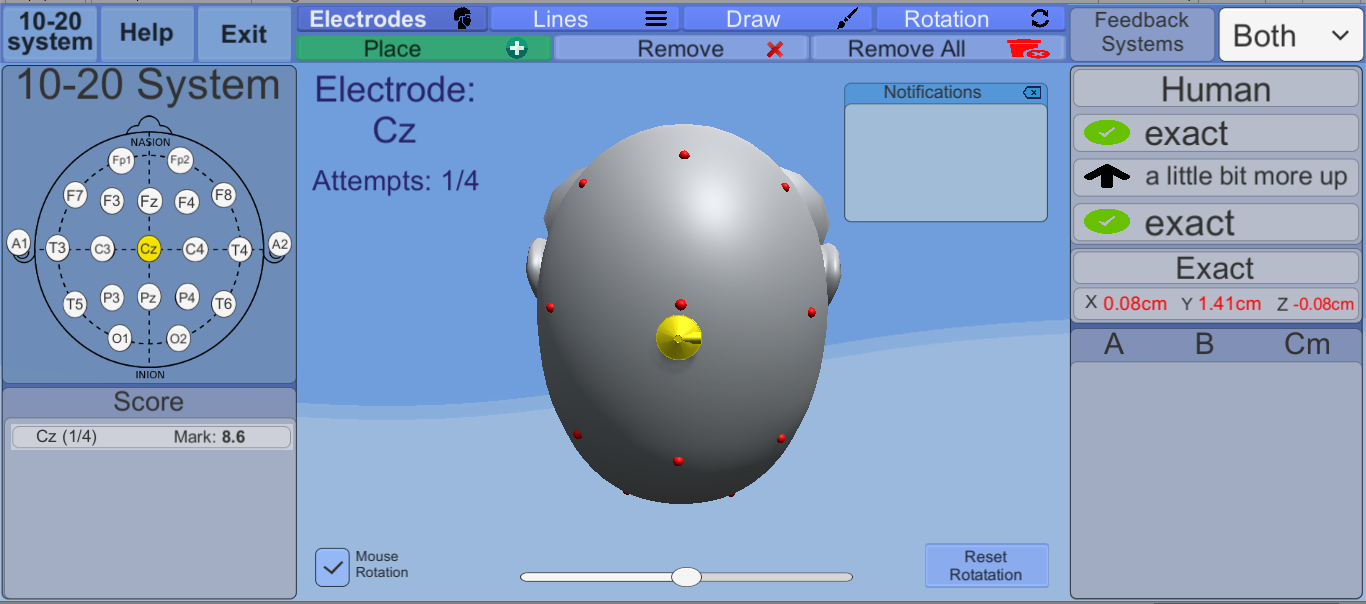 10-20
system
Help
Exit
Electrodes
Lines
Draw
Rotation
Place
Remove
Remove All
Feedback
Systems
Both
10-20 System
NASION
Fp1 Fp2
F7 F3 Fz F4 F8
A1 T3 C3 Cz C4 T4 A2
T5 P3 Pz P4 T6
O1 O2
INION
Score
Cz (1/4) Mark: 8.6
Electrode:
Cz
Attempts: 1/4
Notifications
Mouse
Rotation
Reset
Rotatation
Human
exact
a little bit more up
exact
Exact
X 0.08cm Y 1.41cm Z -0.08cm
A B Cm